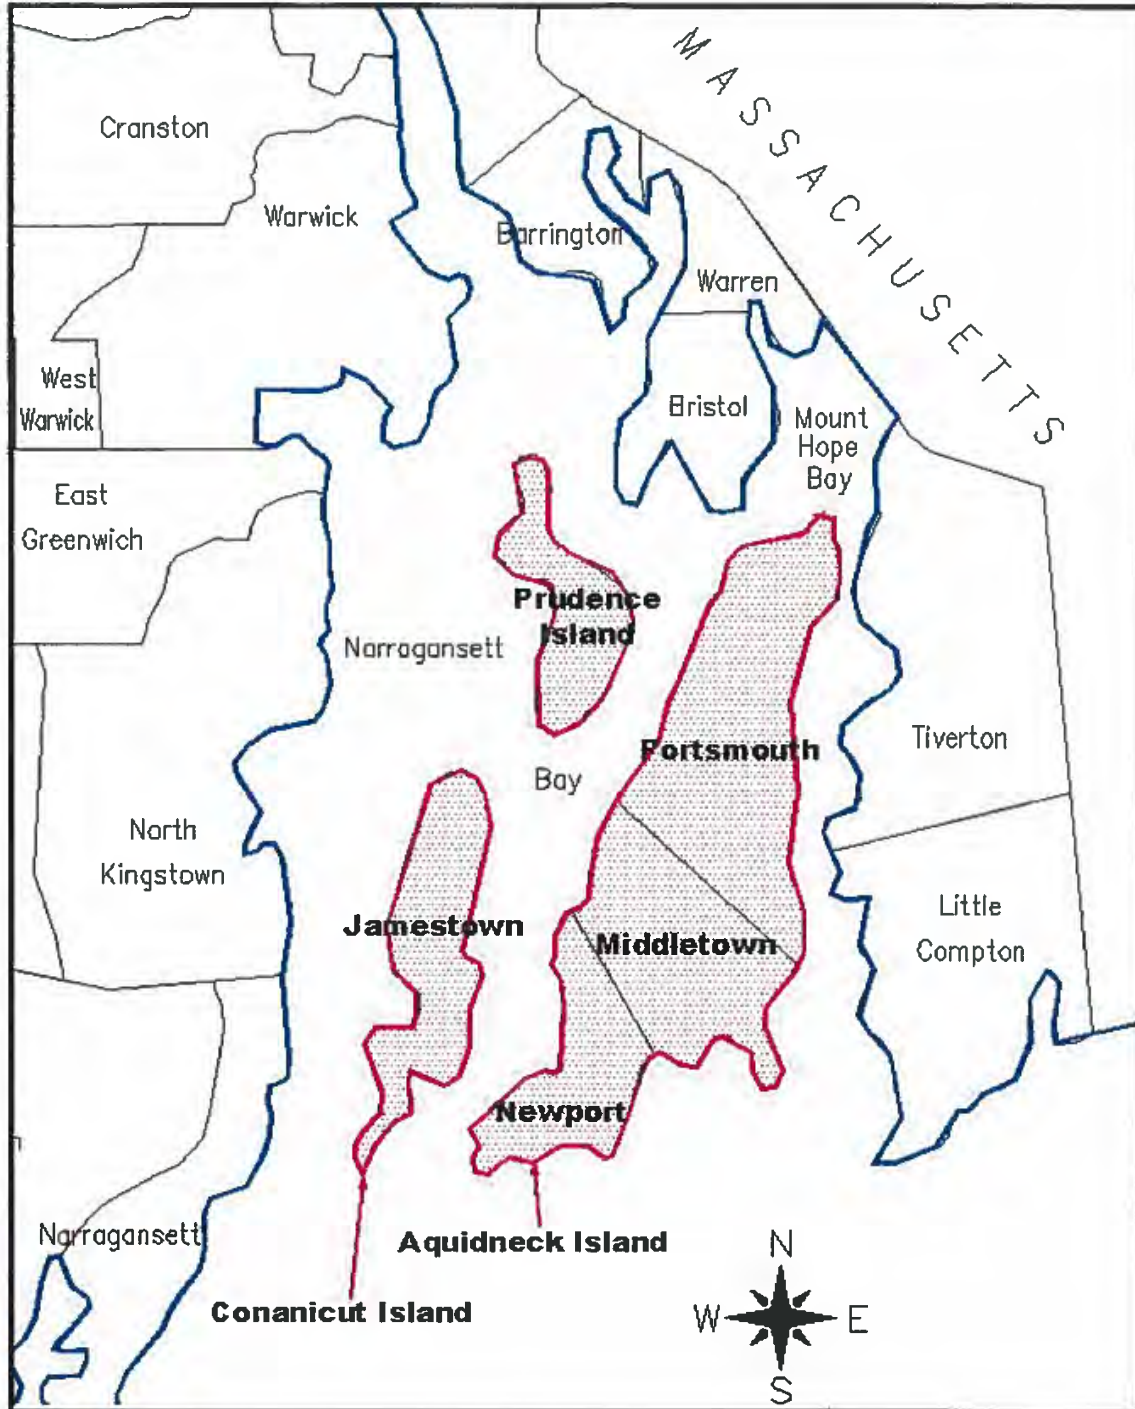 MASSACHUSETTS
Cranston
Warwick
Barrington
Warren
West
Warwick
Bristol
Mount
Hope
Bay
East
Greenwich
Prudence
Island
Narragansett
Portsmouth
Tiverton
Bay
North
Kingstown
Jamestown
Middletown
Little
Compton
Newport
Narragansett
Aquidneck Island
Conanicut Island
N
W E
S